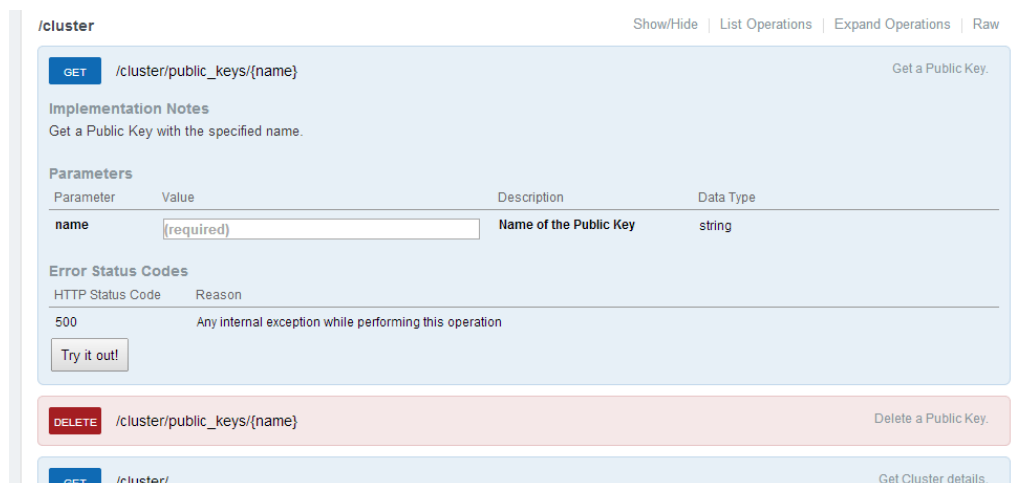 /cluster
Show/Hide | List Operations | Expand Operations | Raw
GET /cluster/public_keys/{name} Get a Public Key.
Implementation Notes
Get a Public Key with the specified name.
Parameters
Parameter Value Description Data Type
name (required) Name of the Public Key string
Error Status Codes
HTTP Status Code Reason
500 Any internal exception while performing this operation
Try it out!
DELETE /cluster/public_keys/{name} Delete a Public Key.
GET /cluster/ Get Cluster details.